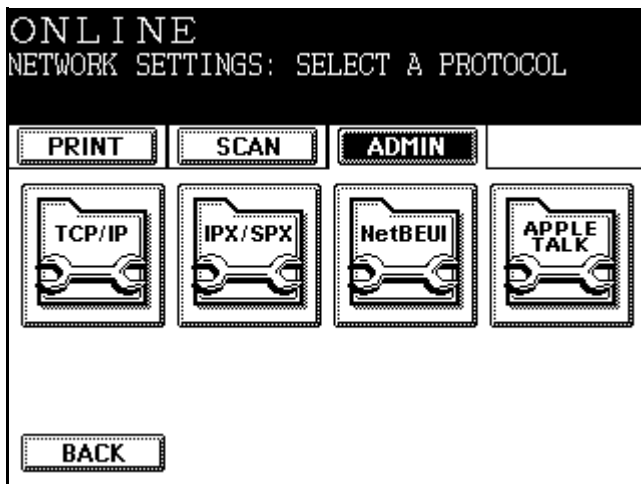 ONLINE
NETWORK SETTINGS: SELECT A PROTOCOL
PRINT SCAN ADMIN
TCP/IP IPX/SPX NetBEUI APPLE TALK
BACK